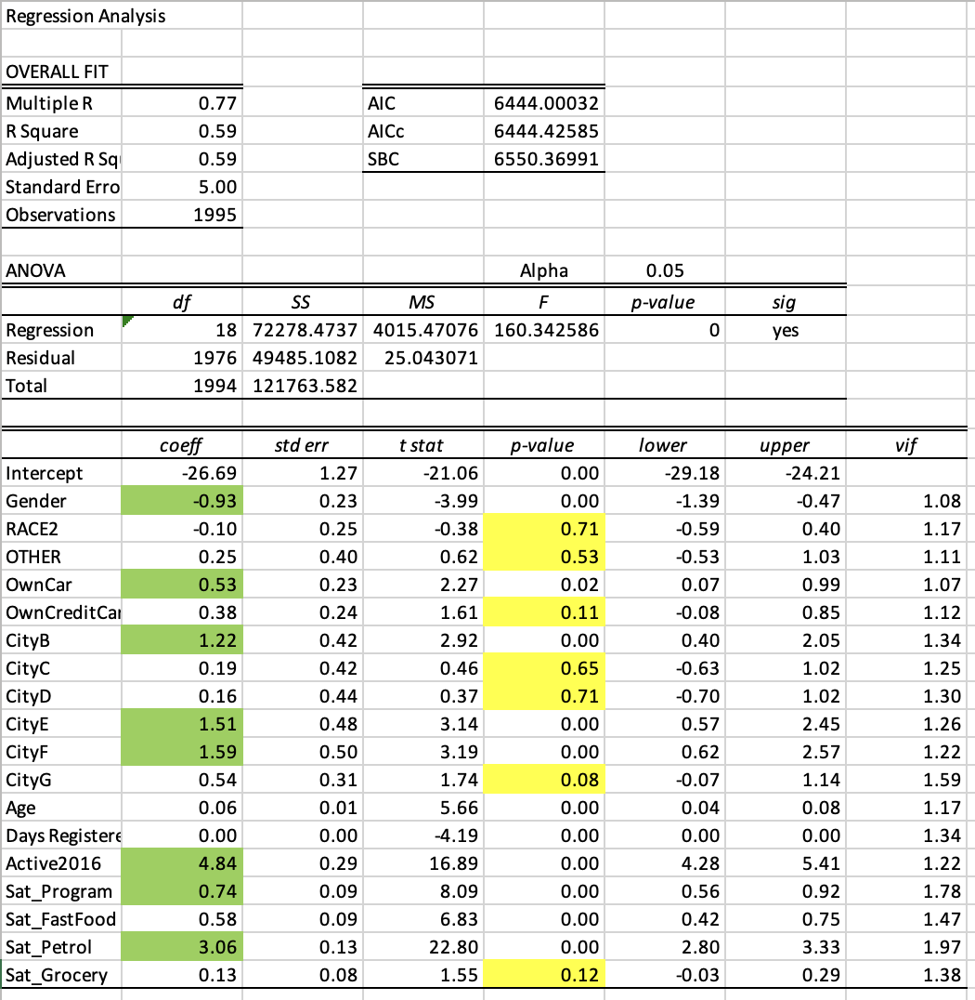 Regression Analysis
OVERALL FIT
Multiple R 0.77 AIC 6444.00032
R Square 0.59 AICc 6444.42585
Adjusted R Sq 0.59 SBC 6550.36991
Standard Erro 5.00
Observations 1995
ANOVA Alpha 0.05
df SS MS F p-value sig
Regression 18 72278.4737 4015.47076 160.342586 0 yes
Residual 1976 49485.1082 25.043071
Total 1994 121763.582
coeff std err t stat p-value lower upper vif
Intercept -26.69 1.27 -21.06 0.00 -29.18 -24.21
Gender -0.93 0.23 -3.99 0.00 -1.39 -0.47 1.08
RACE2 -0.10 0.25 -0.38 0.71 -0.59 0.40 1.17
OTHER 0.25 0.40 0.62 0.53 -0.53 1.03 1.11
OwnCar 0.53 0.23 2.27 0.02 0.07 0.99 1.07
OwnCreditCar 0.38 0.24 1.61 0.11 -0.08 0.85 1.12
CityB 1.22 0.42 2.92 0.00 0.40 2.05 1.34
CityC 0.19 0.42 0.46 0.65 -0.63 1.02 1.25
CityD 0.16 0.44 0.37 0.71 -0.70 1.02 1.30
CityE 1.51 0.48 3.14 0.00 0.57 2.45 1.26
CityF 1.59 0.50 3.19 0.00 0.62 2.57 1.22
CityG 0.54 0.31 1.74 0.08 -0.07 1.14 1.59
Age 0.06 0.01 5.66 0.00 0.04 0.08 1.17
Days Registere 0.00 0.00 -4.19 0.00 0.00 0.00 1.34
Active2016 4.84 0.29 16.89 0.00 4.28 5.41 1.22
Sat_Program 0.74 0.09 8.09 0.00 0.56 0.92 1.78
Sat_FastFood 0.58 0.09 6.83 0.00 0.42 0.75 1.47
Sat_Petrol 3.06 0.13 22.80 0.00 2.80 3.33 1.97
Sat_Grocery 0.13 0.08 1.55 0.12 -0.03 0.29 1.38